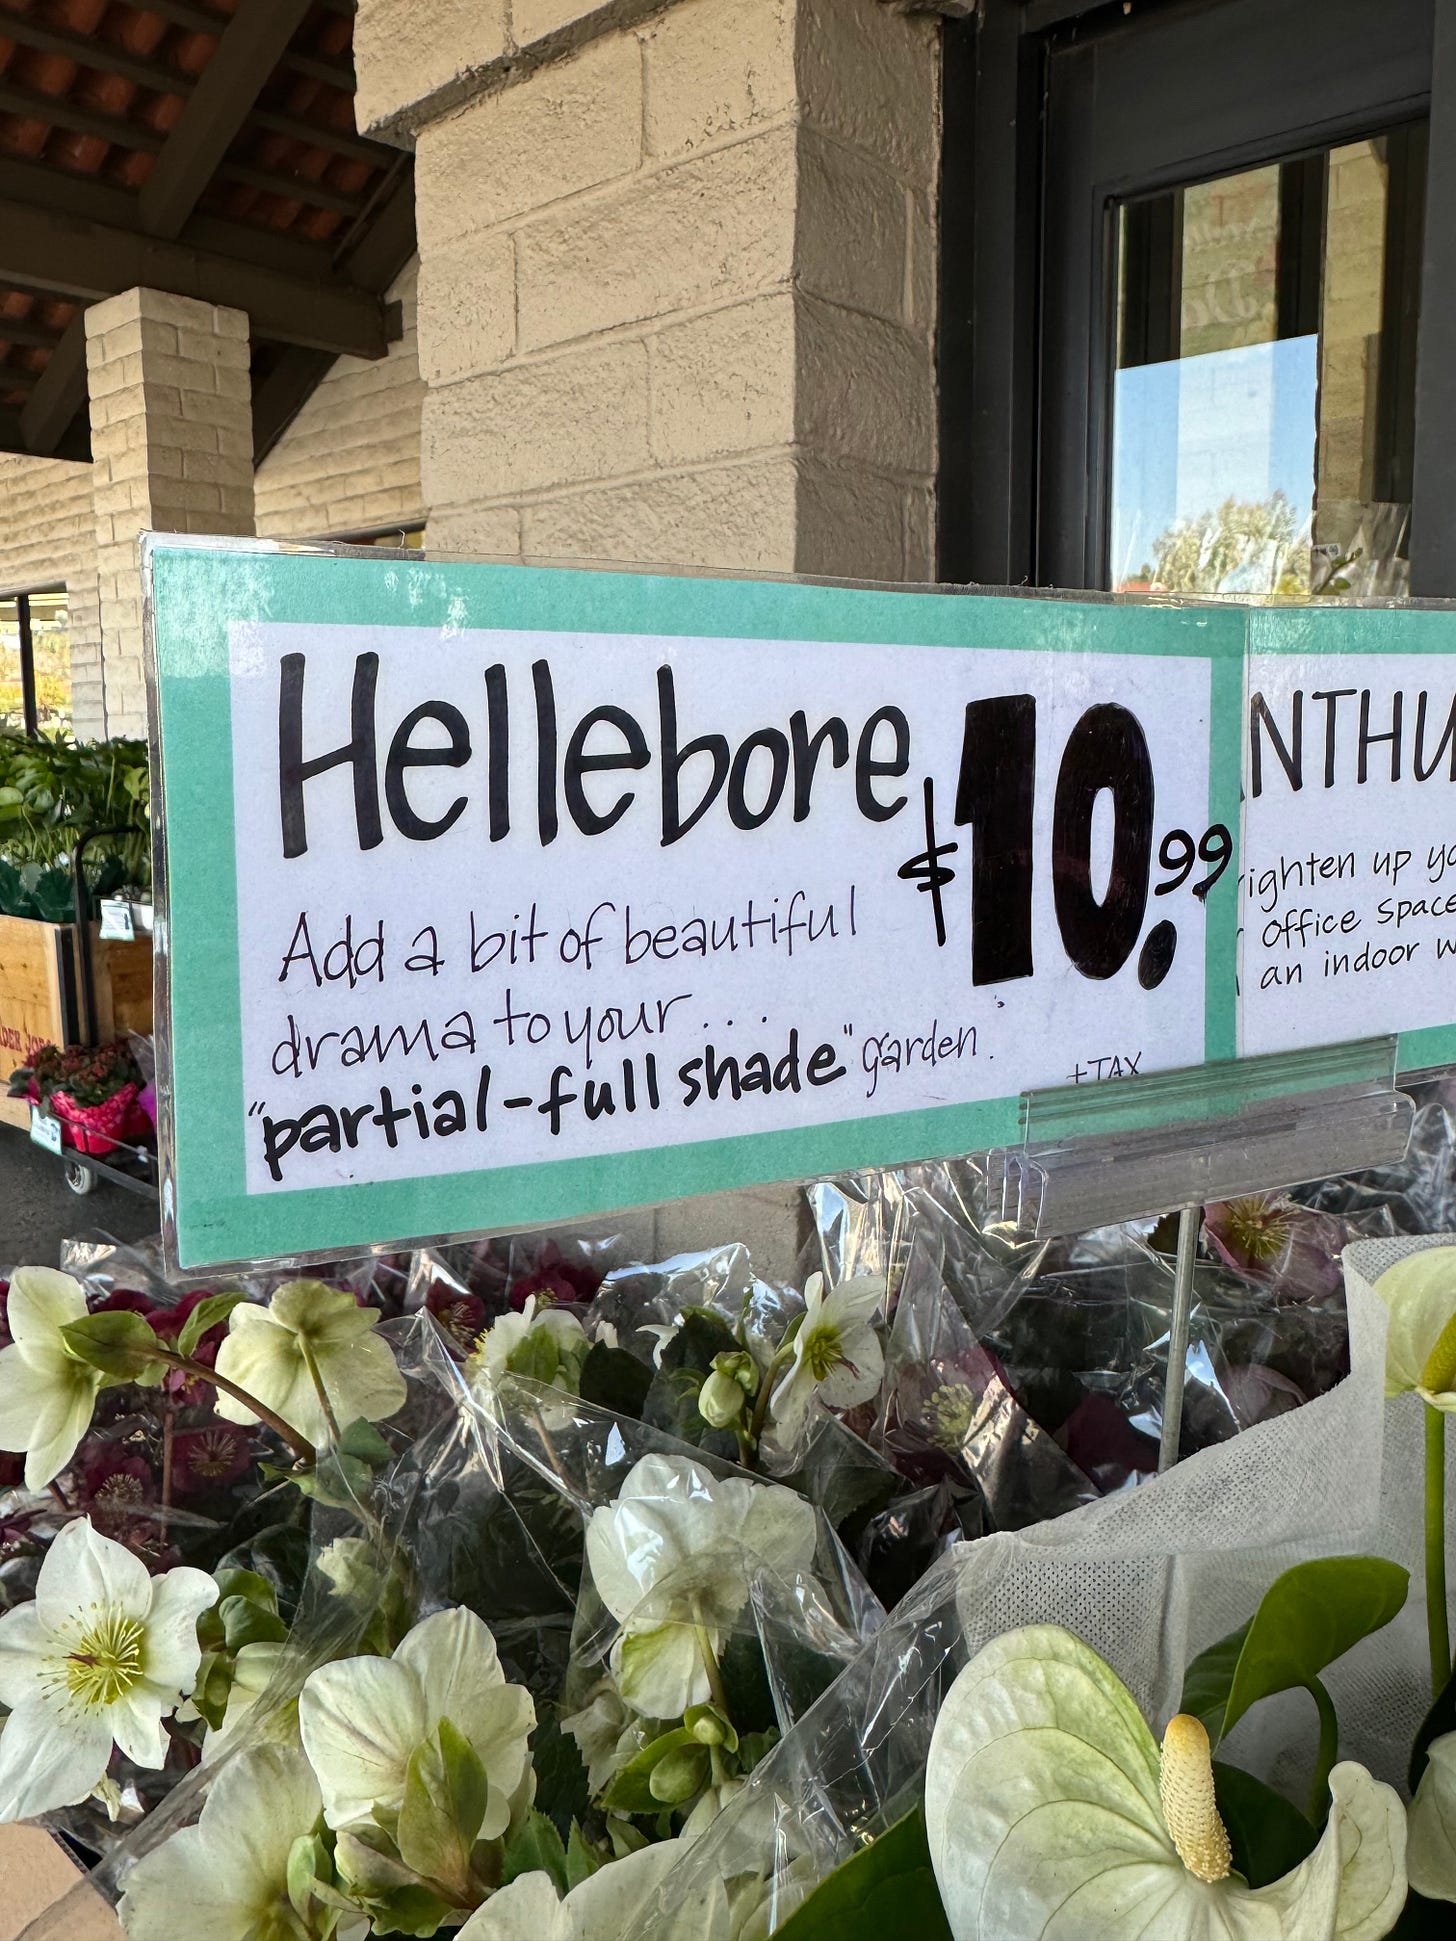 Hellebore
$10.99
Add a bit of beautiful
drama to your...
"partial-full shade" garden.
+TAX
NTHU
righten up yo
office space
an indoor w